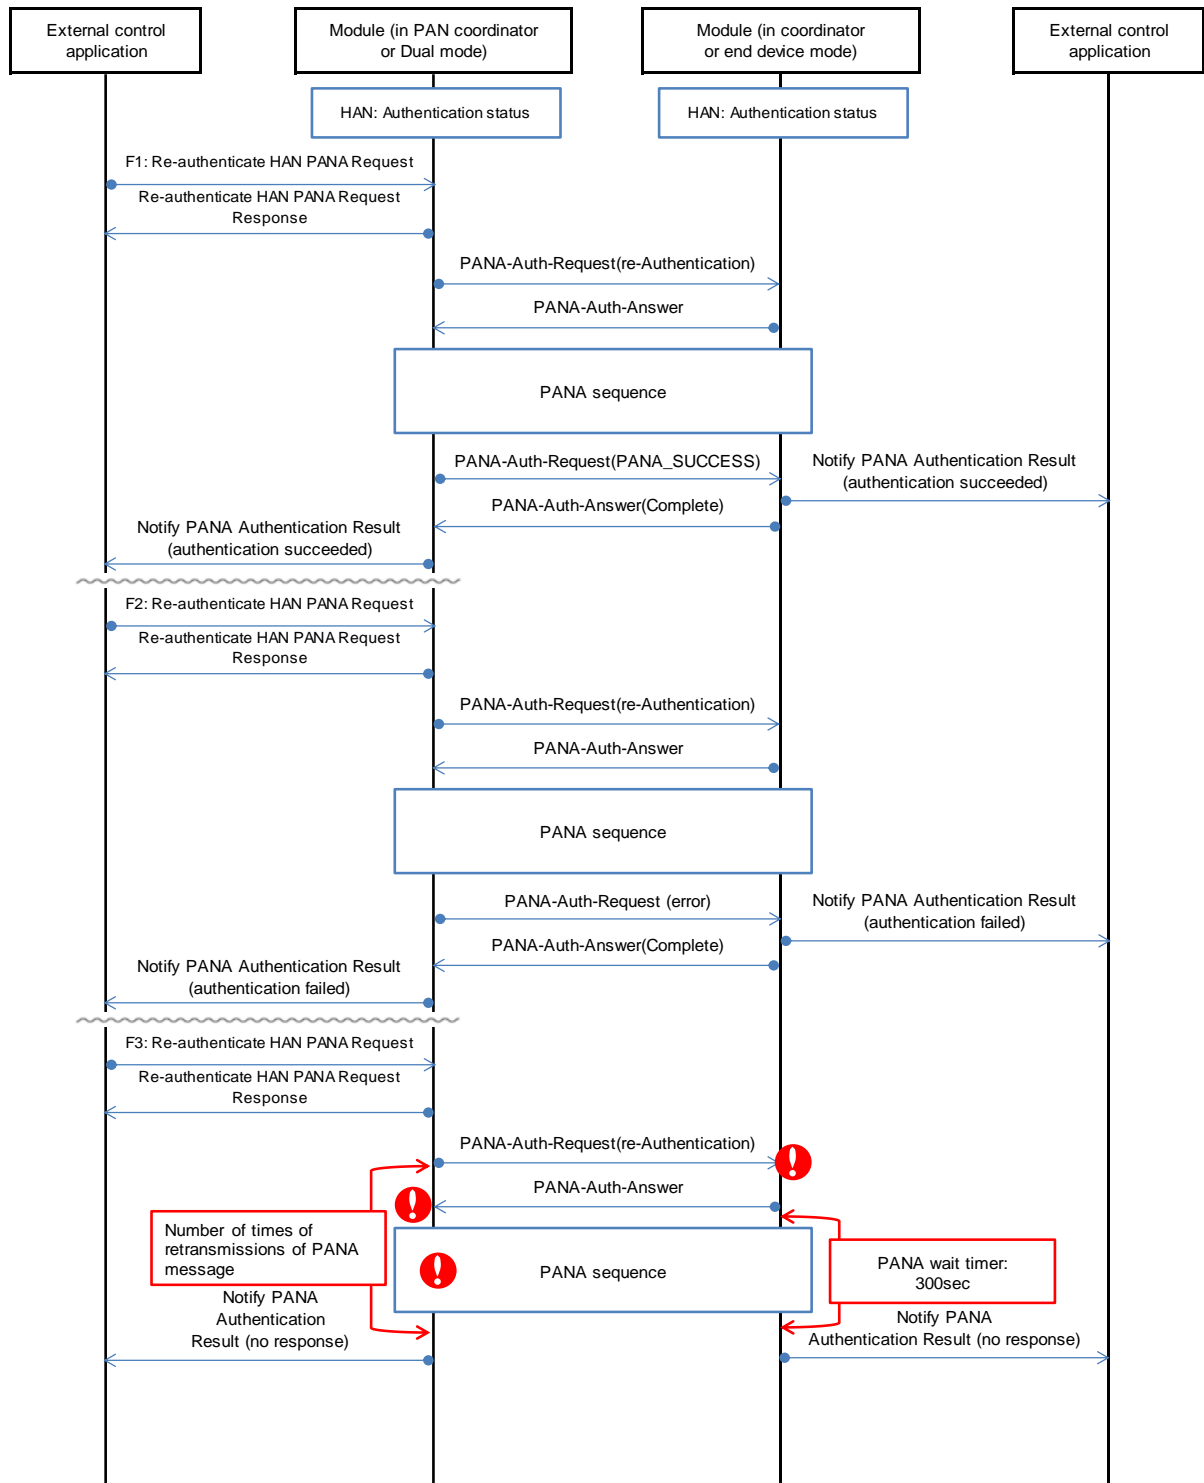 External control
application
Module (in PAN coordinator
or Dual mode)
Module (in coordinator
or end device mode)
External control
application
HAN: Authentication status
HAN: Authentication status
F1: Re-authenticate HAN PANA Request
Re-authenticate HAN PANA Request
Response
PANA-Auth-Request(re-Authentication)
PANA-Auth-Answer
PANA sequence
PANA-Auth-Request(PANA_SUCCESS)
Notify PANA Authentication Result
(authentication succeeded)
PANA-Auth-Answer(Complete)
Notify PANA Authentication Result
(authentication succeeded)
F2: Re-authenticate HAN PANA Request
Re-authenticate HAN PANA Request
Response
PANA-Auth-Request(re-Authentication)
PANA-Auth-Answer
PANA sequence
PANA-Auth-Request (error)
Notify PANA Authentication Result
(authentication failed)
PANA-Auth-Answer(Complete)
Notify PANA Authentication Result
(authentication failed)
F3: Re-authenticate HAN PANA Request
Re-authenticate HAN PANA Request
Response
PANA-Auth-Request(re-Authentication)
PANA-Auth-Answer
Number of times of
retransmissions of PANA
message
PANA sequence
PANA wait timer:
300sec
Notify PANA
Authentication
Result (no response)
Notify PANA
Authentication Result (no response)